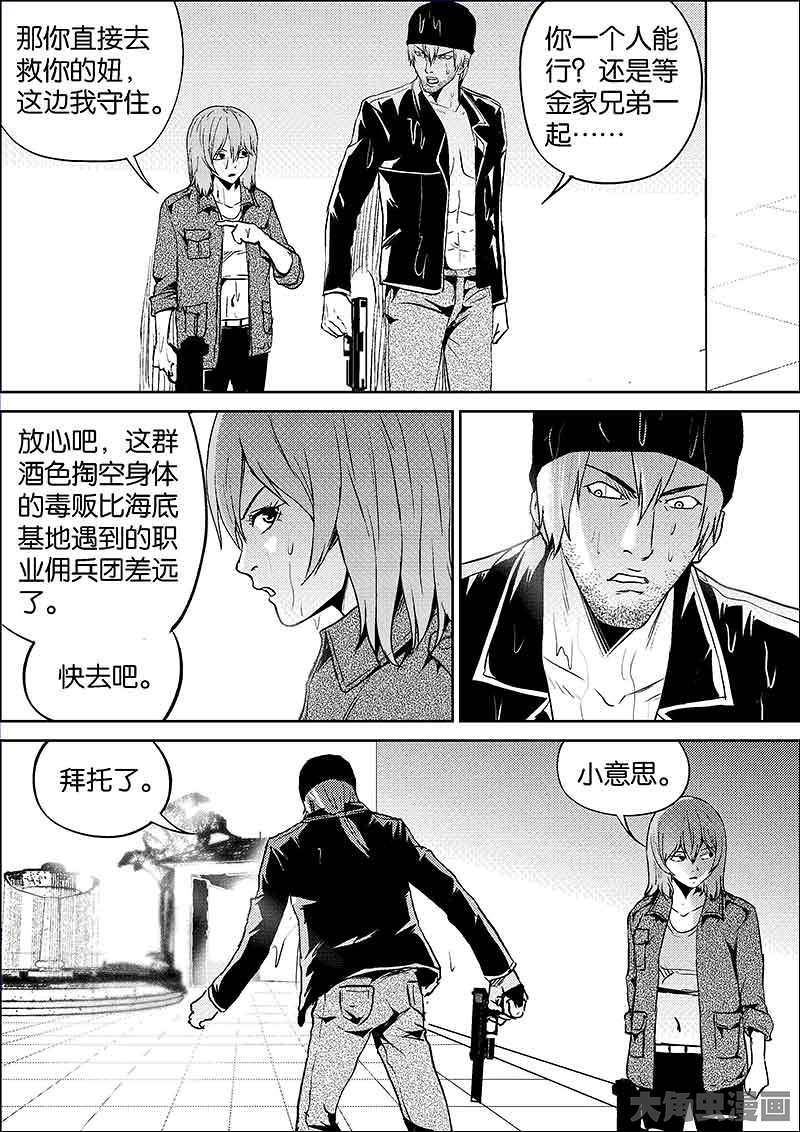 那你直接去
救你的妞，
这边我守住。
你一个人能
行？还是等
金家兄弟一
起……
放心吧，这群
酒色掏空身体
的毒贩比海底
基地遇到的职
业佣兵团差远
了。
快去吧。
拜托了。
小意思。
大角虫漫画